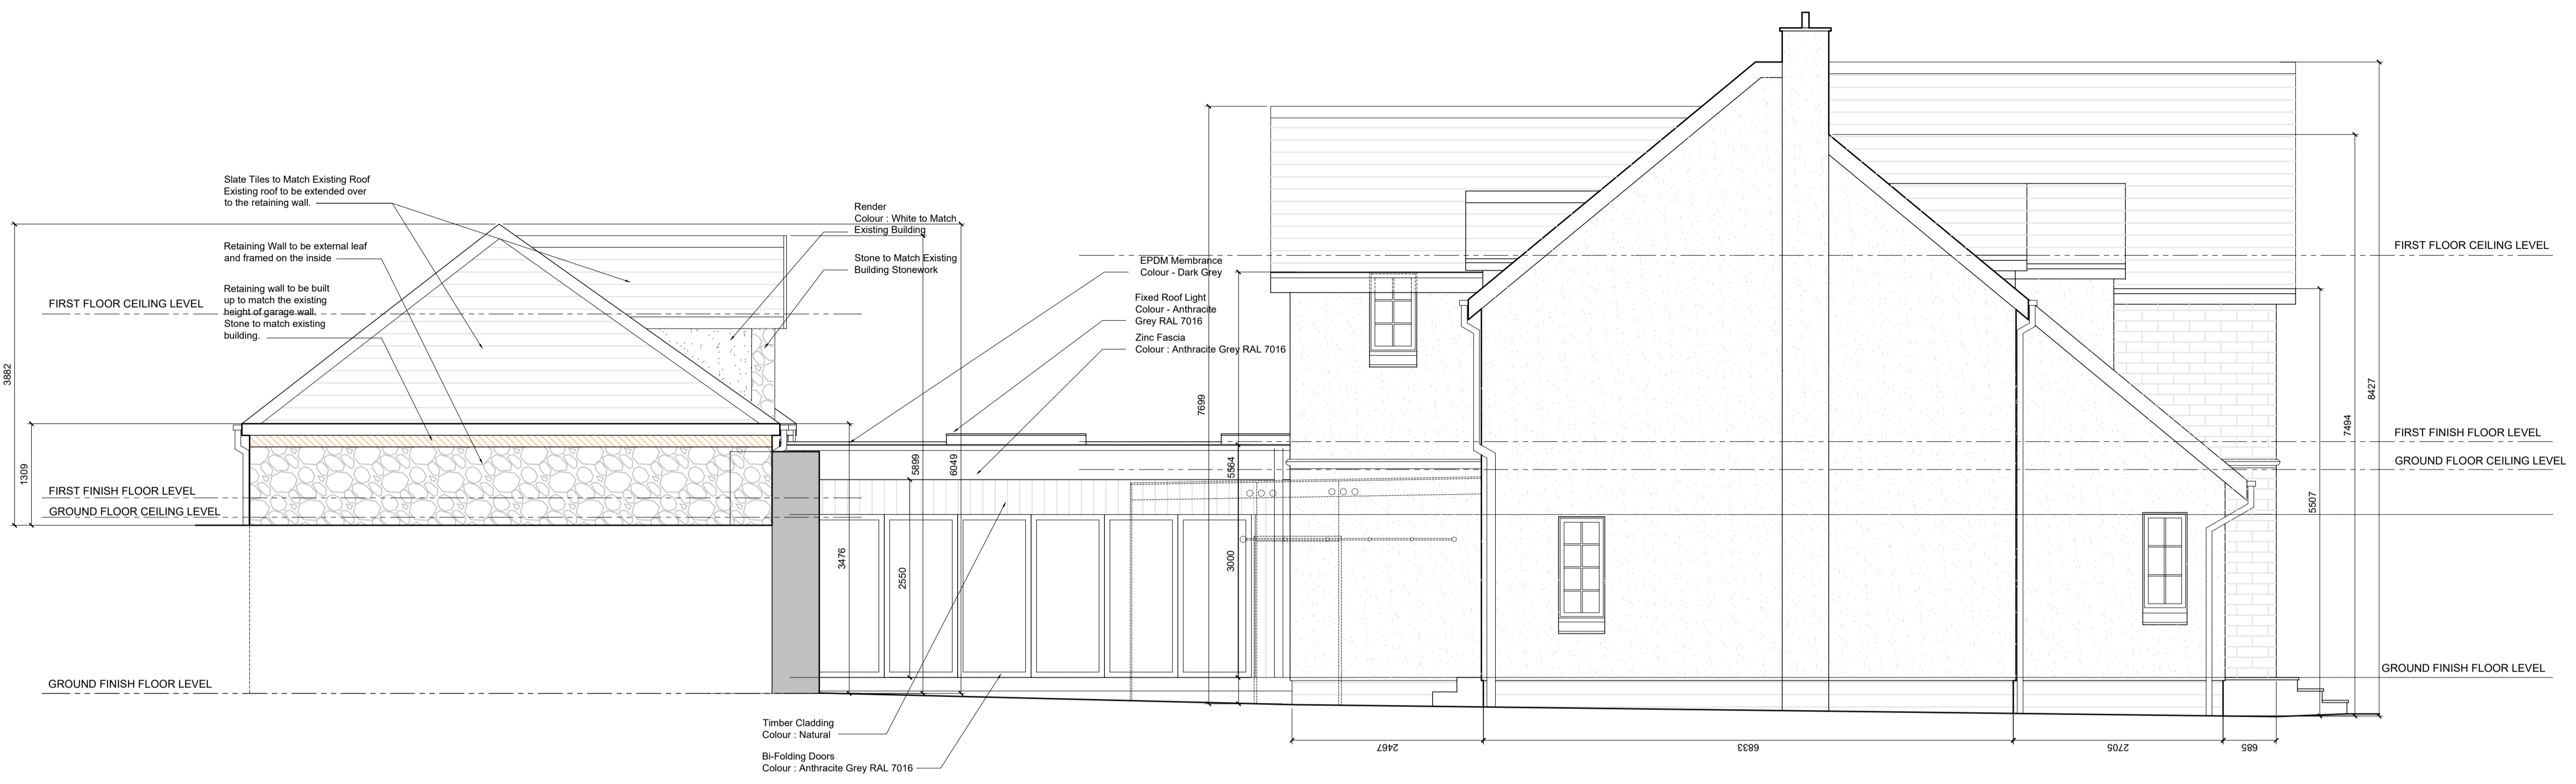 Slate Tiles to Match Existing Roof
Existing roof to be extended over
to the retaining wall.
Retaining Wall to be external leaf
and framed on the inside
Retaining wall to be built
up to match the existing
height of garage wall.
Stone to match existing
building.
FIRST FLOOR CEILING LEVEL
FIRST FINISH FLOOR LEVEL
GROUND FLOOR CEILING LEVEL
GROUND FINISH FLOOR LEVEL
3882
1309
Render
Colour : White to Match
Existing Building
Stone to Match Existing
Building Stonework
EPDM Membrance
Colour - Dark Grey
Fixed Roof Light
Colour - Anthracite
Grey RAL 7016
Zinc Fascia
Colour : Anthracite Grey RAL 7016
3476
2550
5899
6049
7699
5564
3000
Timber Cladding
Colour : Natural
Bi-Folding Doors
Colour : Anthracite Grey RAL 7016
2467
6833
2705
685
5507
7494
8427
FIRST FLOOR CEILING LEVEL
FIRST FINISH FLOOR LEVEL
GROUND FLOOR CEILING LEVEL
GROUND FINISH FLOOR LEVEL